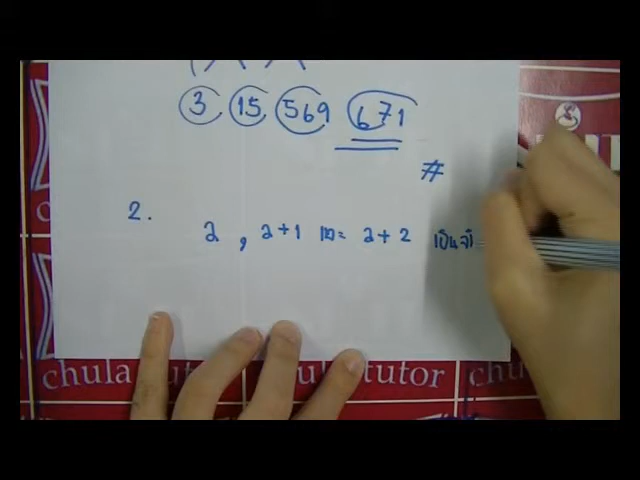 3 15 569 671
#
2. a , a+1 และ a+2 เป็นจำ
chula tutor tutor chula